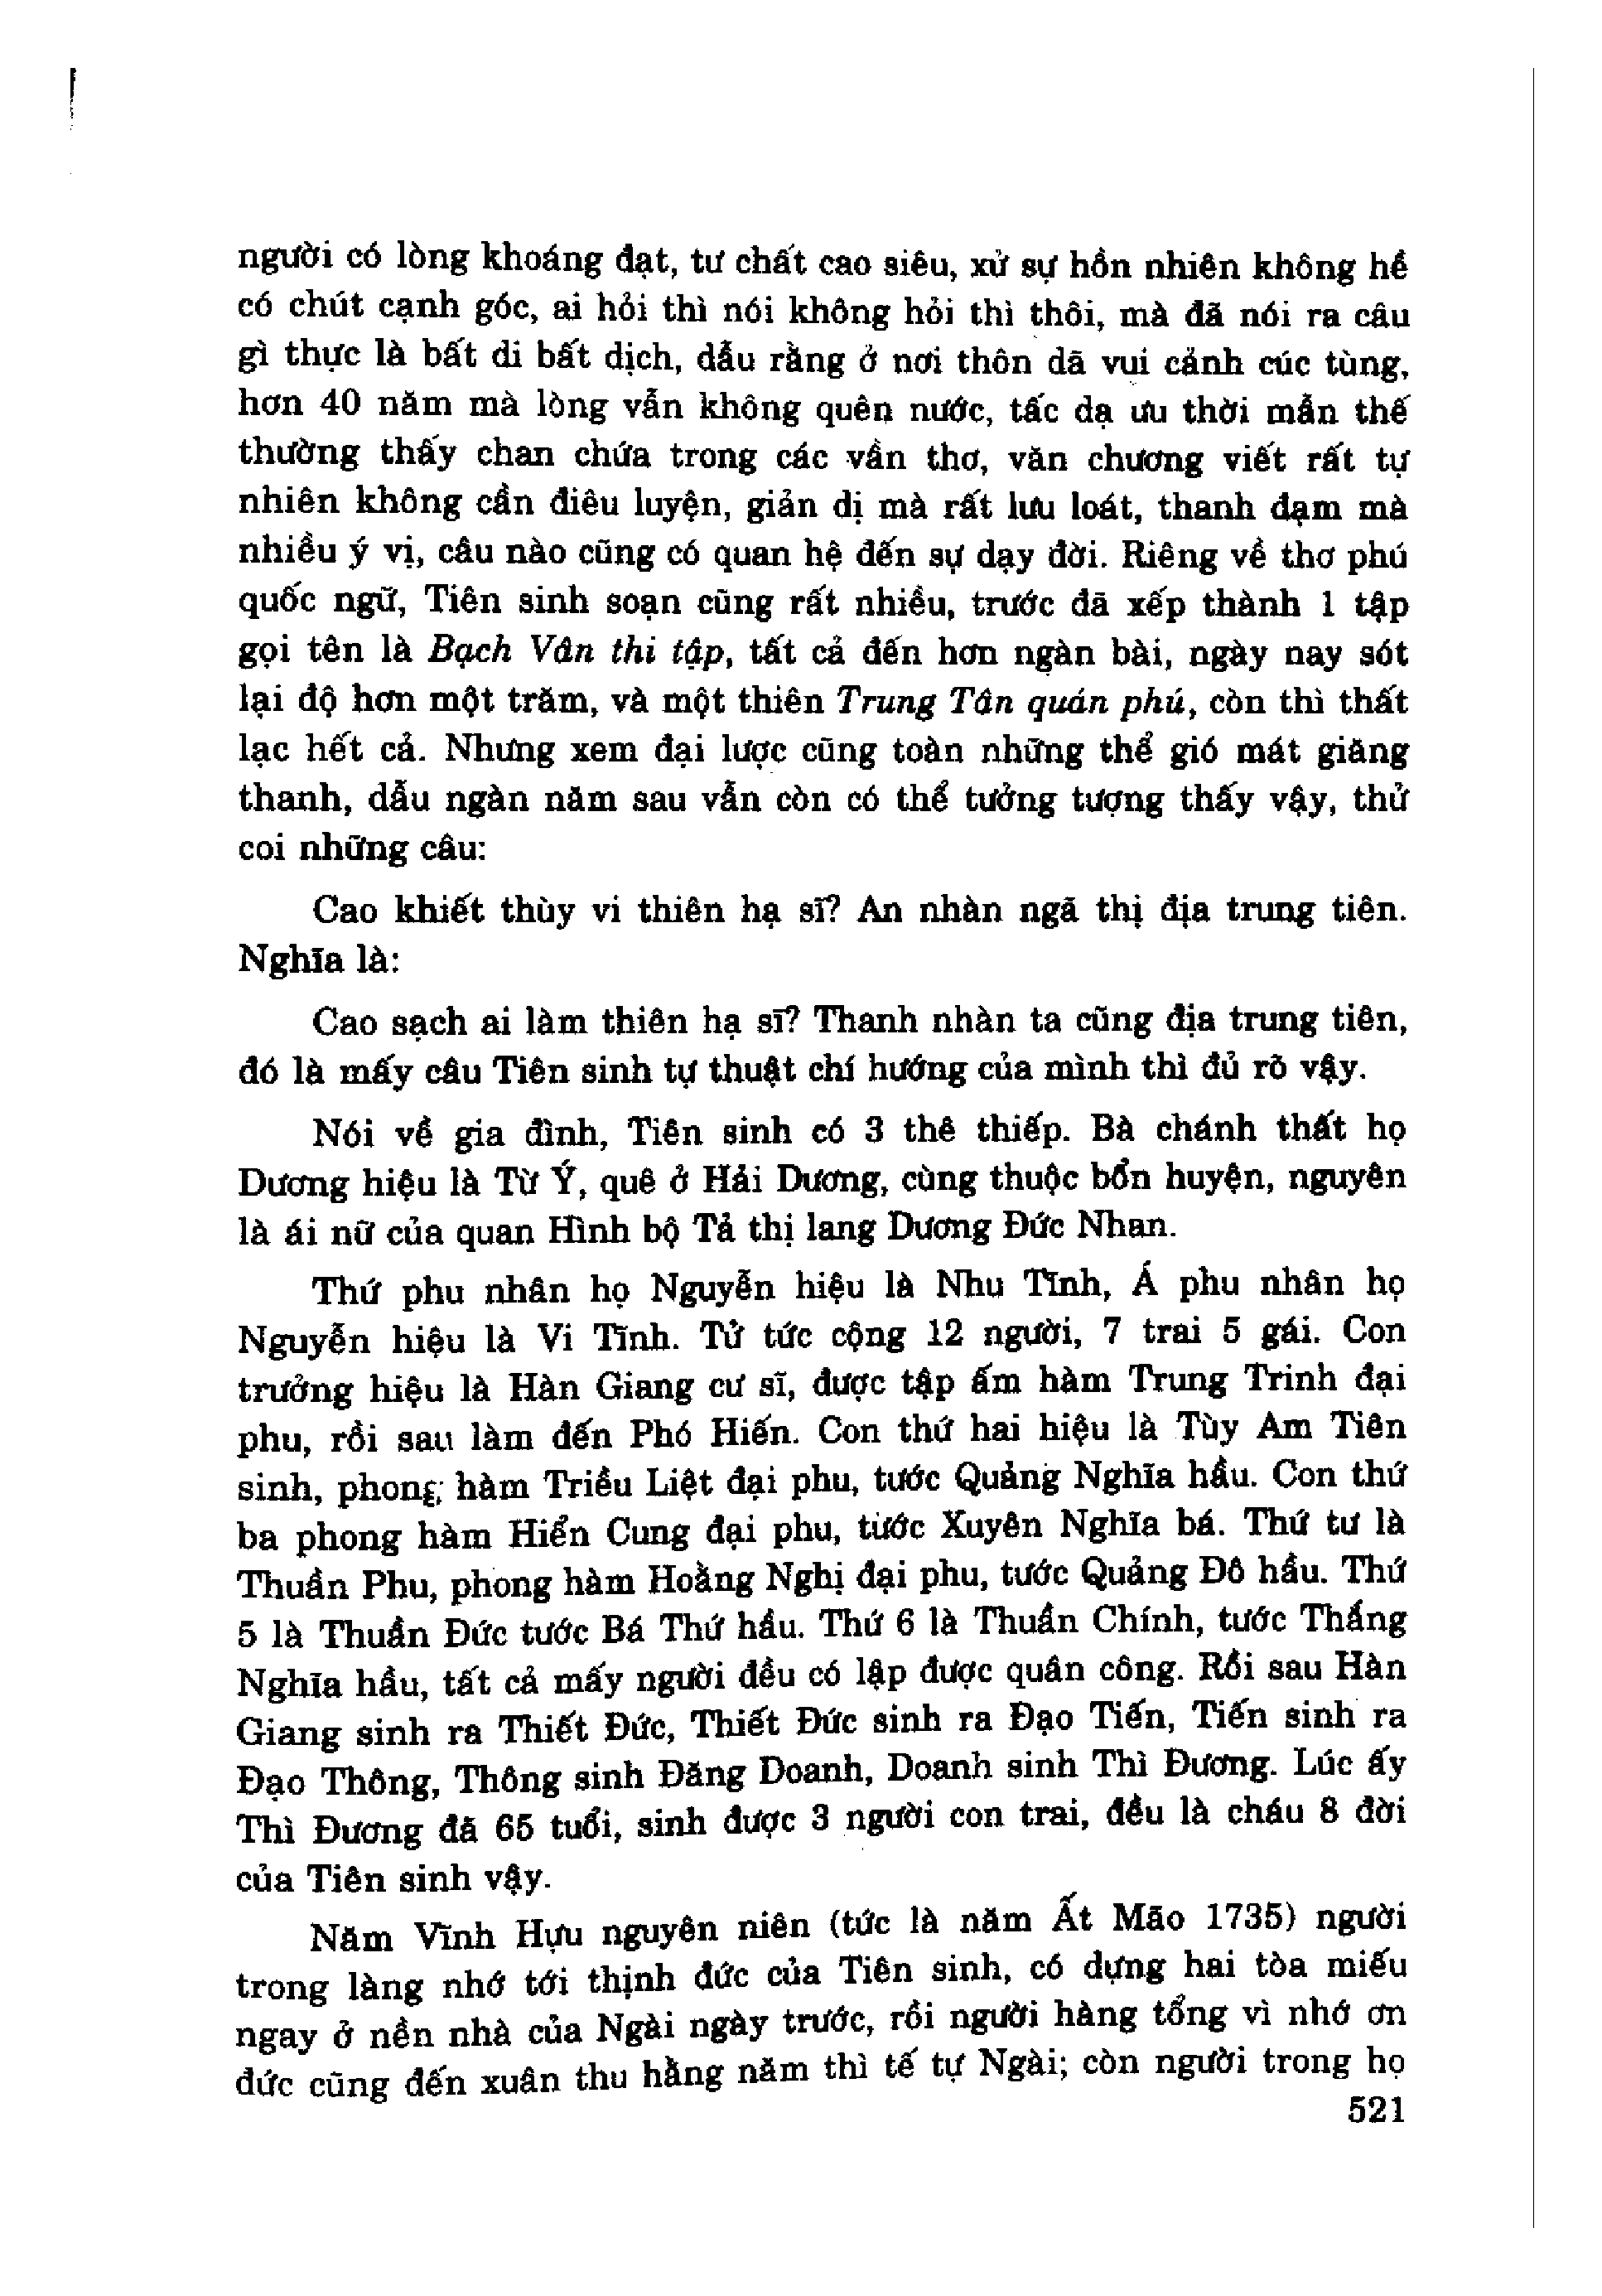 người có lòng khoáng đạt, tư chất cao siêu, xử sự hồn nhiên không hề
có chút cạnh góc, ai hỏi thì nói không hỏi thì thôi, mà đã nói ra câu
gì thực là bất di bất dịch, dẫu rằng ở nơi thôn dã vui cảnh cúc tùng,
hơn 40 năm mà lòng vẫn không quên nước, tấc dạ ưu thời mẫn thế
thường thấy chan chứa trong các vần thơ, văn chương viết rất tự
nhiên không cần điêu luyện, giản dị mà rất lưu loát, thanh đạm mà
nhiều ý vị, câu nào cũng có quan hệ đến sự dạy đời. Riêng về thơ phú
quốc ngữ, Tiên sinh soạn cũng rất nhiều, trước đã xếp thành 1 tập
gọi tên là Bạch Vân thi tập, tất cả đến hơn ngàn bài, ngày nay sót
lại độ hơn một trăm, và một thiên Trung Tân quán phú, còn thì thất
lạc hết cả. Nhưng xem đại lược cũng toàn những thể gió mát giăng
thanh, dẫu ngàn năm sau vẫn còn có thể tưởng tượng thấy vậy, thử
coi những câu:
Cao khiết thùy vi thiên hạ sĩ? An nhàn ngã thị địa trung tiên.
Nghĩa là:
Cao sạch ai làm thiên hạ sĩ? Thanh nhàn ta cũng địa trung tiên,
đó là mấy câu Tiên sinh tự thuật chí hướng của mình thì đủ rõ vậy.
Nói về gia đình, Tiên sinh có 3 thê thiếp. Bà chánh thất họ
Dương hiệu là Từ Ý, quê ở Hải Dương, cùng thuộc bổn huyện, nguyên
là ái nữ của quan Hình bộ Tả thị lang Dương Đức Nhan.
Thứ phu nhân họ Nguyễn hiệu là Nhu Tĩnh, Á phu nhân họ
Nguyễn hiệu là Vi Tĩnh. Tử tức cộng 12 người, 7 trai 5 gái. Con
trưởng hiệu là Hàn Giang cư sĩ, được tập ấm hàm Trung Trinh đại
phu, rồi sau làm đến Phó Hiến. Con thứ hai hiệu là Tùy Am Tiên
sinh, phong hàm Triều Liệt đại phu, tước Quảng Nghĩa hầu. Con thứ
ba phong hàm Hiển Cung đại phu, tước Xuyên Nghĩa bá. Thứ tư là
Thuần Phu, phong hàm Hoằng Nghị đại phu, tước Quảng Đô hầu. Thứ
5 là Thuần Đức tước Bá Thứ hầu. Thứ 6 là Thuần Chính, tước Thắng
Nghĩa hầu, tất cả mấy người đều có lập được quân công. Rồi sau Hàn
Giang sinh ra Thiết Đức, Thiết Đức sinh ra Đạo Tiến, Tiến sinh ra
Đạo Thông, Thông sinh Đăng Doanh, Doanh sinh Thì Đương. Lúc ấy
Thì Đương đã 65 tuổi, sinh được 3 người con trai, đều là cháu 8 đời
của Tiên sinh vậy.
Năm Vĩnh Hựu nguyên niên (tức là năm Ất Mão 1735) người
trong làng nhớ tới thịnh đức của Tiên sinh, có dựng hai tòa miếu
ngay ở nền nhà của Ngài ngày trước, rồi người hàng tổng vì nhớ ơn
đức cũng đến xuân thu hằng năm thì tế tự Ngài; còn người trong họ
521